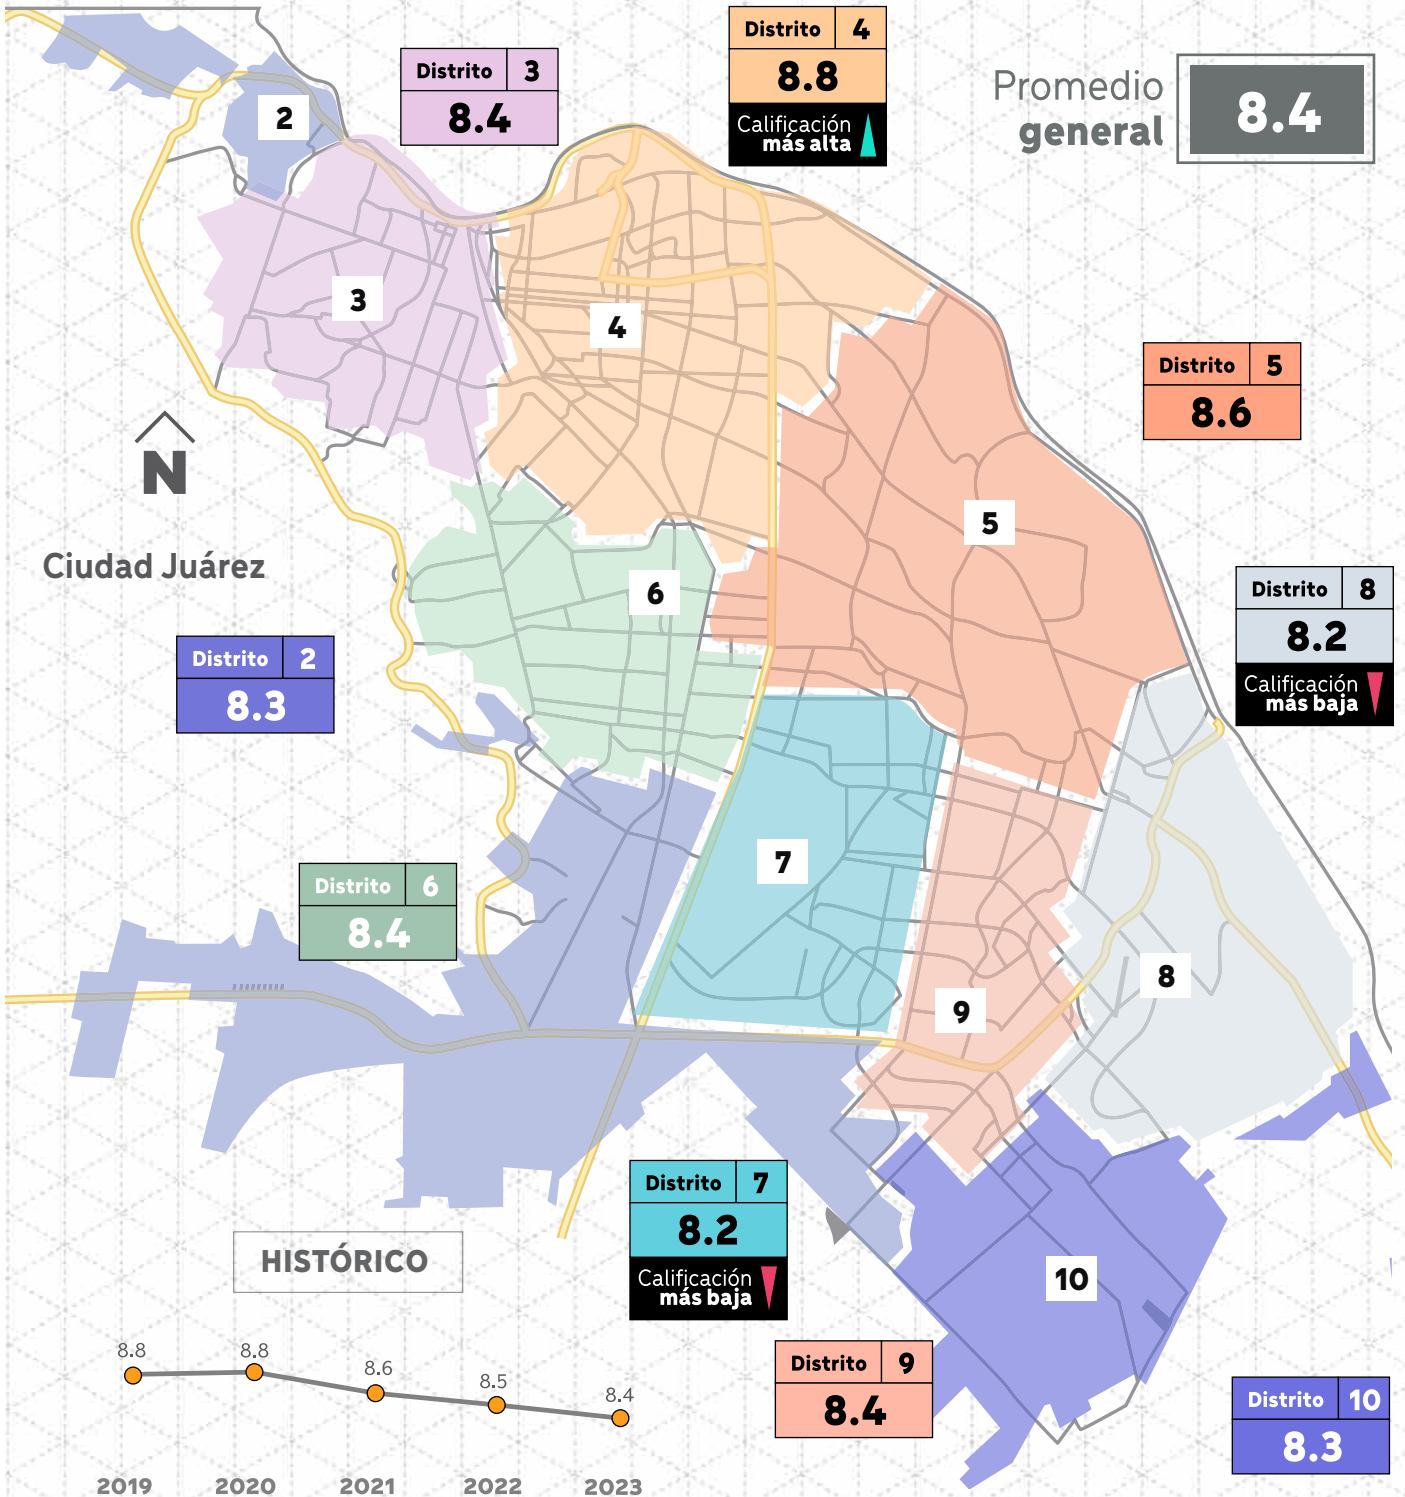 Distrito 4
8.8
Calificación
más alta
Distrito 3
8.4
Promedio
general
8.4
2
3
4
Distrito 5
8.6
N
5
Ciudad Juárez
6
Distrito 8
8.2
Calificación
más baja
Distrito 2
8.3
7
Distrito 6
8.4
8
9
Distrito 7
8.2
Calificación
más baja
HISTÓRICO
10
8.8
8.8
8.6
8.5
8.4
2019 2020 2021 2022 2023
Distrito 9
8.4
Distrito 10
8.3